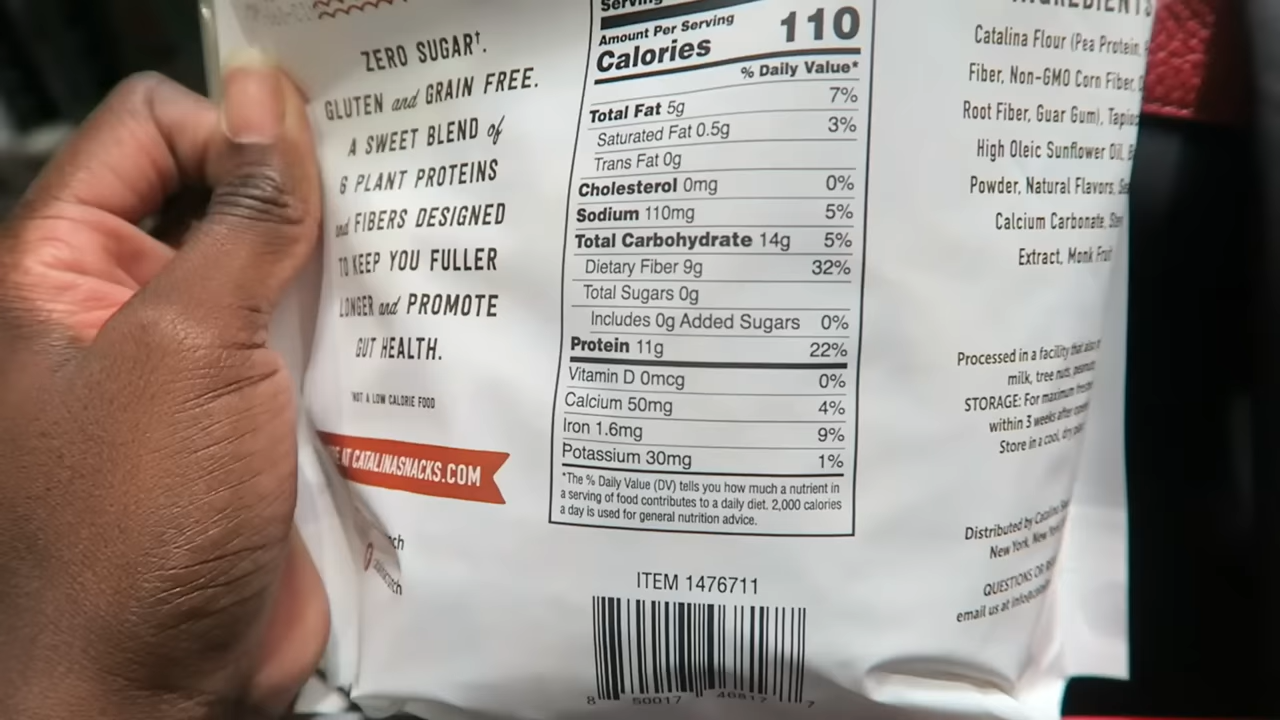 ZERO SUGAR†.
GLUTEN and GRAIN FREE.
A SWEET BLEND of
6 PLANT PROTEINS
and FIBERS DESIGNED
TO KEEP YOU FULLER
LONGER and PROMOTE
GUT HEALTH.
†NOT A LOW CALORIE FOOD
AT CATALINASNACKS.COM
Amount Per Serving
Calories 110
% Daily Value*
Total Fat 5g 7%
Saturated Fat 0.5g 3%
Trans Fat 0g
Cholesterol 0mg 0%
Sodium 110mg 5%
Total Carbohydrate 14g 5%
Dietary Fiber 9g 32%
Total Sugars 0g
Includes 0g Added Sugars 0%
Protein 11g 22%
Vitamin D 0mcg 0%
Calcium 50mg 4%
Iron 1.6mg 9%
Potassium 30mg 1%
*The % Daily Value (DV) tells you how much a nutrient in
a serving of food contributes to a daily diet. 2,000 calories
a day is used for general nutrition advice.
ITEM 1476711
8 50017 46817 7
INGREDIENTS
Catalina Flour (Pea Protein,
Fiber, Non-GMO Corn Fiber,
Root Fiber, Guar Gum),
High Oleic Sunflower Oil,
Powder, Natural Flavors,
Calcium Carbonate,
Extract, Monk Fruit
Processed in a facility that also
milk, tree nuts, peanuts
STORAGE: For maximum
within 3 weeks after
Store in a cool, dry
Distributed by Catalina
New York, New
QUESTIONS OR
email us at